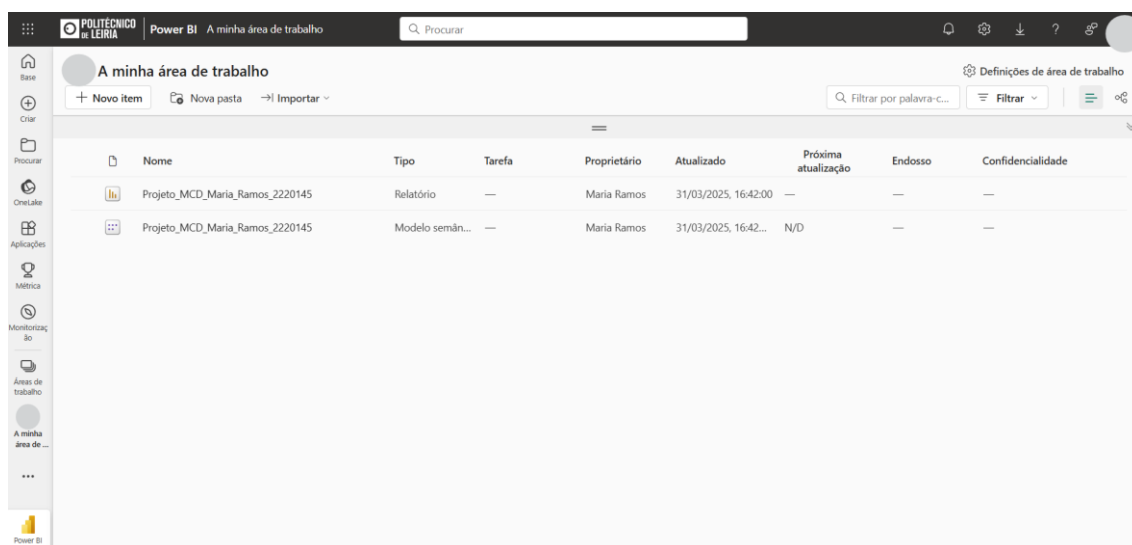 POLITÉCNICO
DE LEIRIA
Power BI A minha área de trabalho
Procurar
?
Base
Criar
Procurar
OneLake
Aplicações
Métrica
Monitorizaç
ão
Áreas de
trabalho
A minha
área de ...
Power BI
A minha área de trabalho
Definições de área de trabalho
+ Novo item Nova pasta Importar
Filtrar por palavra-c... Filtrar
Nome Tipo Tarefa Proprietário Atualizado Próxima
atualização Endosso Confidencialidade
Projeto_MCD_Maria_Ramos_2220145 Relatório — Maria Ramos 31/03/2025, 16:42:00 — — —
Projeto_MCD_Maria_Ramos_2220145 Modelo semân... — Maria Ramos 31/03/2025, 16:42... N/D — —